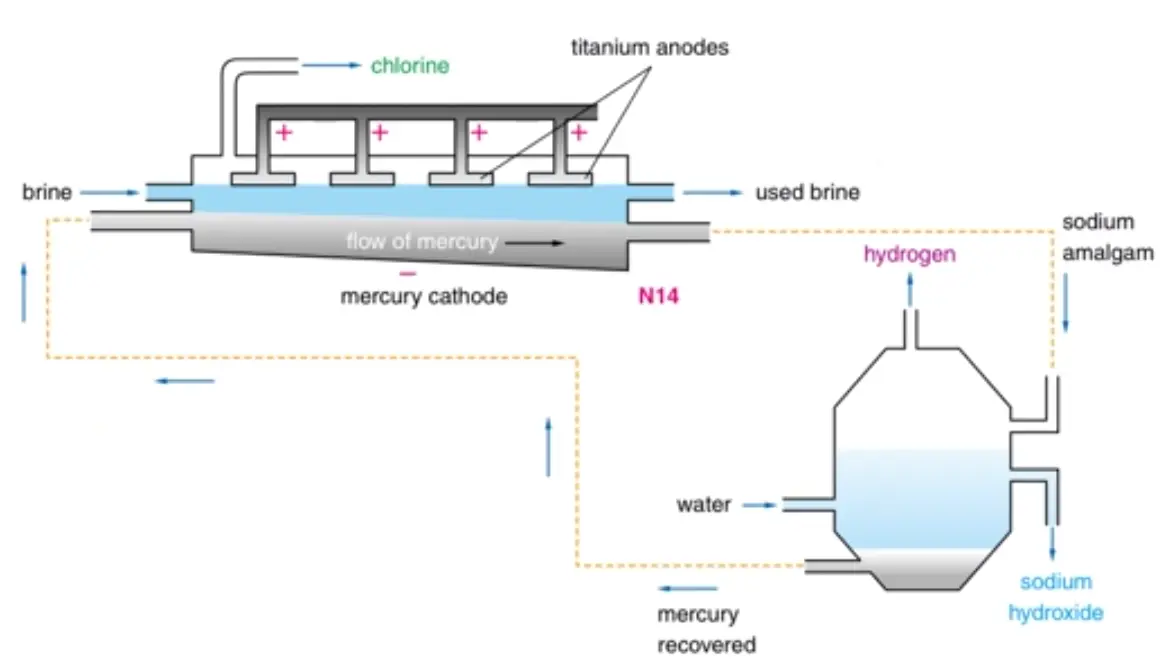 titanium anodes
chlorine
+ + + +
brine
used brine
flow of mercury
−
mercury cathode
N14
sodium
amalgam
hydrogen
water
sodium
hydroxide
mercury
recovered